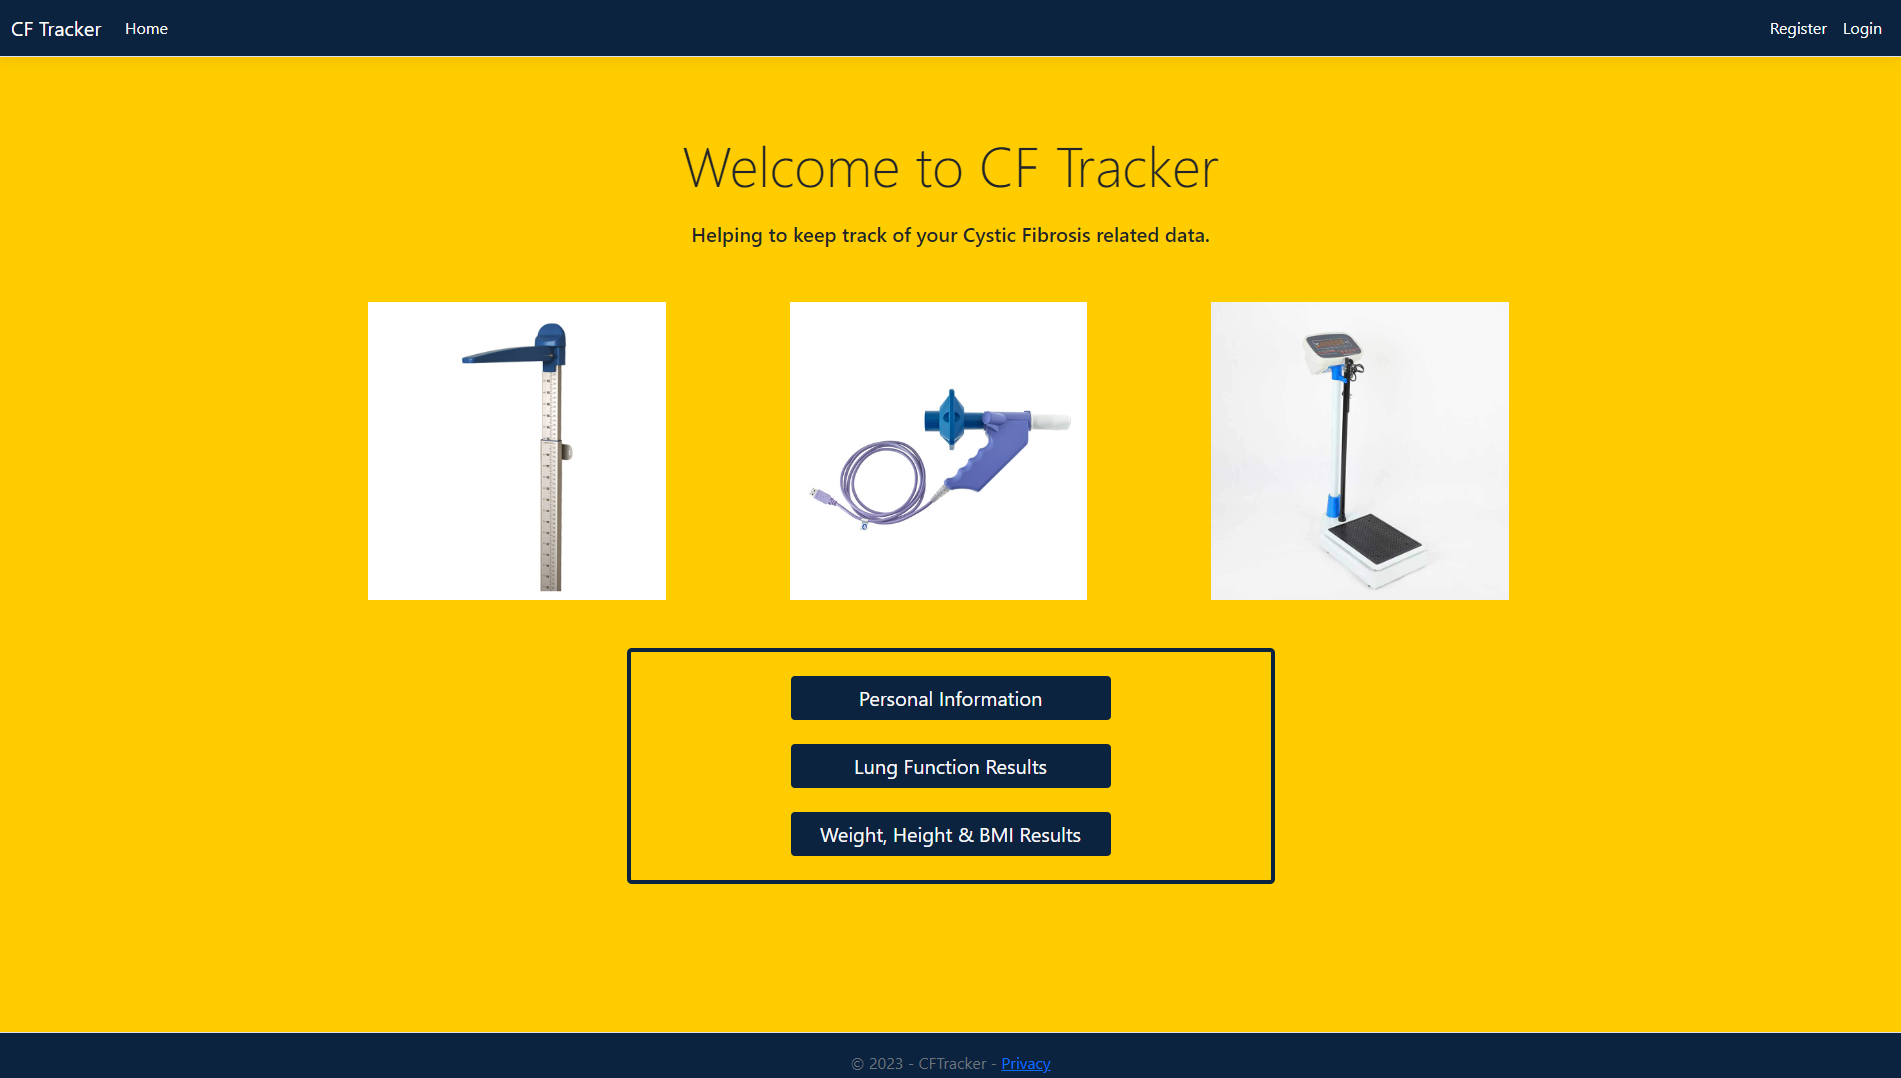 CF Tracker Home Register Login
Welcome to CF Tracker
Helping to keep track of your Cystic Fibrosis related data.
Personal Information
Lung Function Results
Weight, Height & BMI Results
© 2023 - CFTracker - Privacy